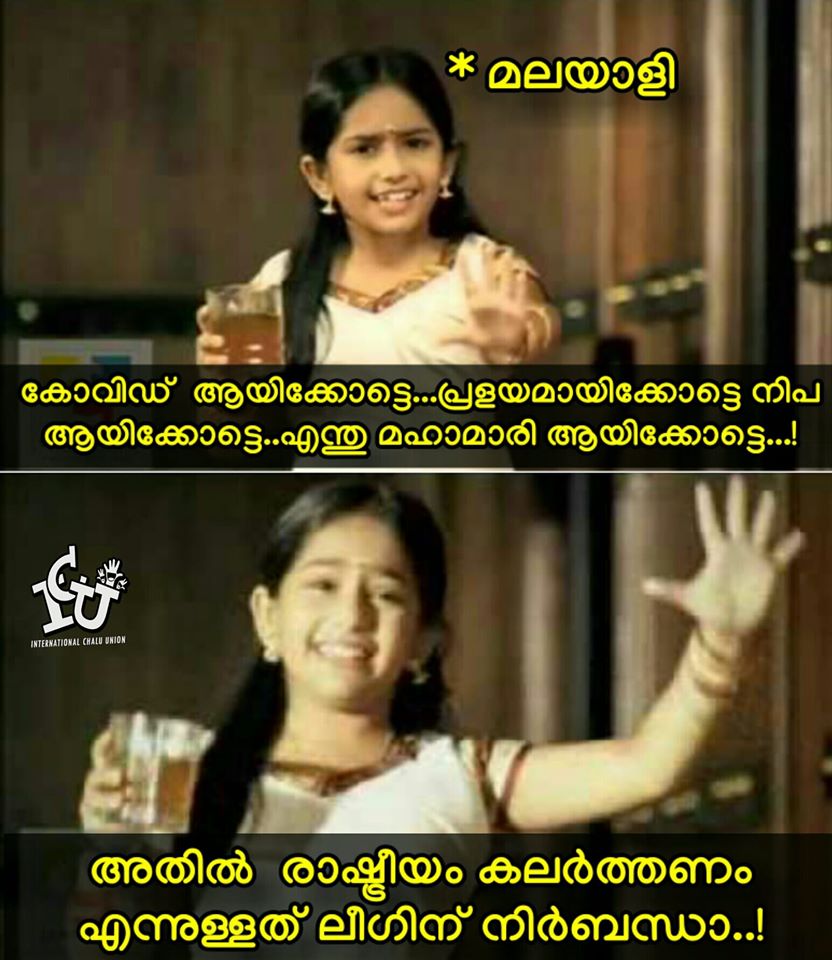 * മലയാളി
കോവിഡ് ആയിക്കോട്ടെ...പ്രളയമായിക്കോട്ടെ നിപ
ആയിക്കോട്ടെ..എന്തു മഹാമാരി ആയിക്കോട്ടെ...!
ICU
INTERNATIONAL CHALU UNION
അതിൽ രാഷ്ട്രീയം കലർത്തണം
എന്നുള്ളത് ലീഗിന് നിർബന്ധാ..!